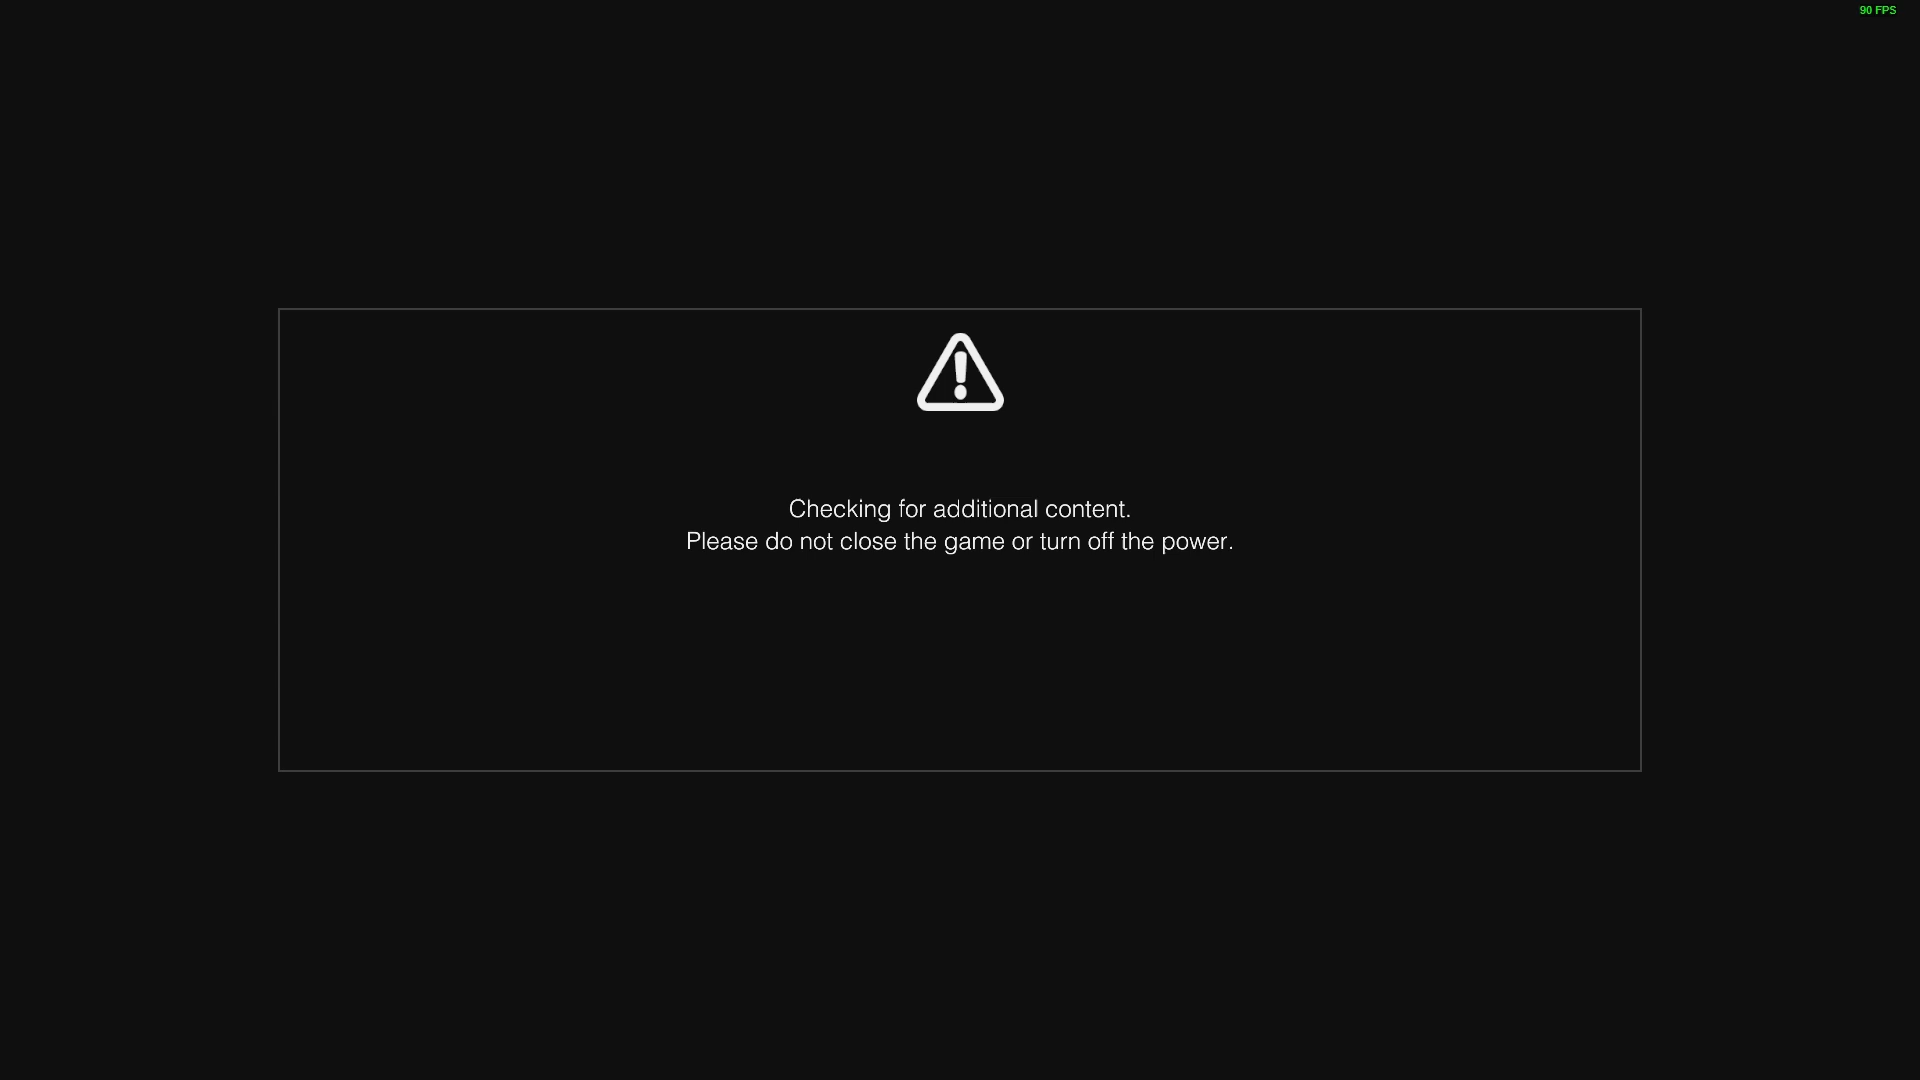 90 FPS
Checking for additional content.
Please do not close the game or turn off the power.